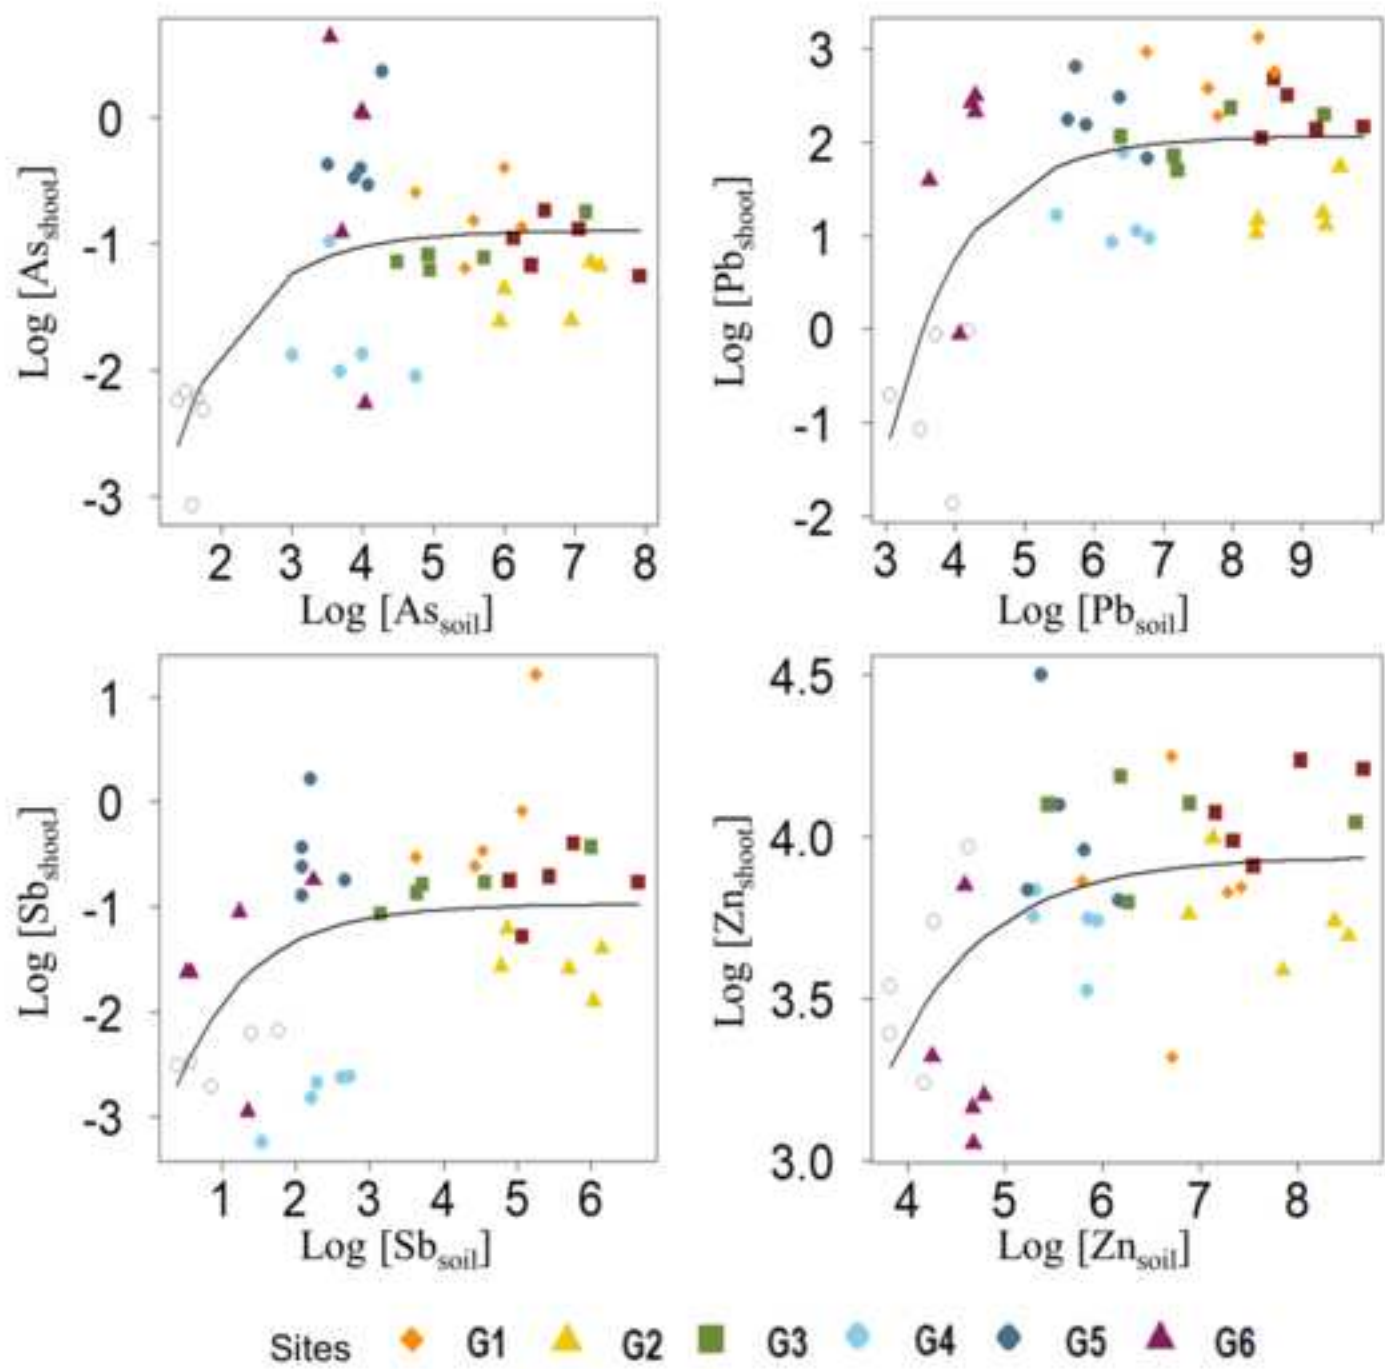 0
-1
-2
-3
Log [As_shoot]
2 3 4 5 6 7 8
Log [As_soil]
3
2
1
0
-1
-2
Log [Pb_shoot]
3 4 5 6 7 8 9
Log [Pb_soil]
1
0
-1
-2
-3
Log [Sb_shoot]
1 2 3 4 5 6
Log [Sb_soil]
4.5
4.0
3.5
3.0
Log [Zn_shoot]
4 5 6 7 8
Log [Zn_soil]
Sites G1 G2 G3 G4 G5 G6